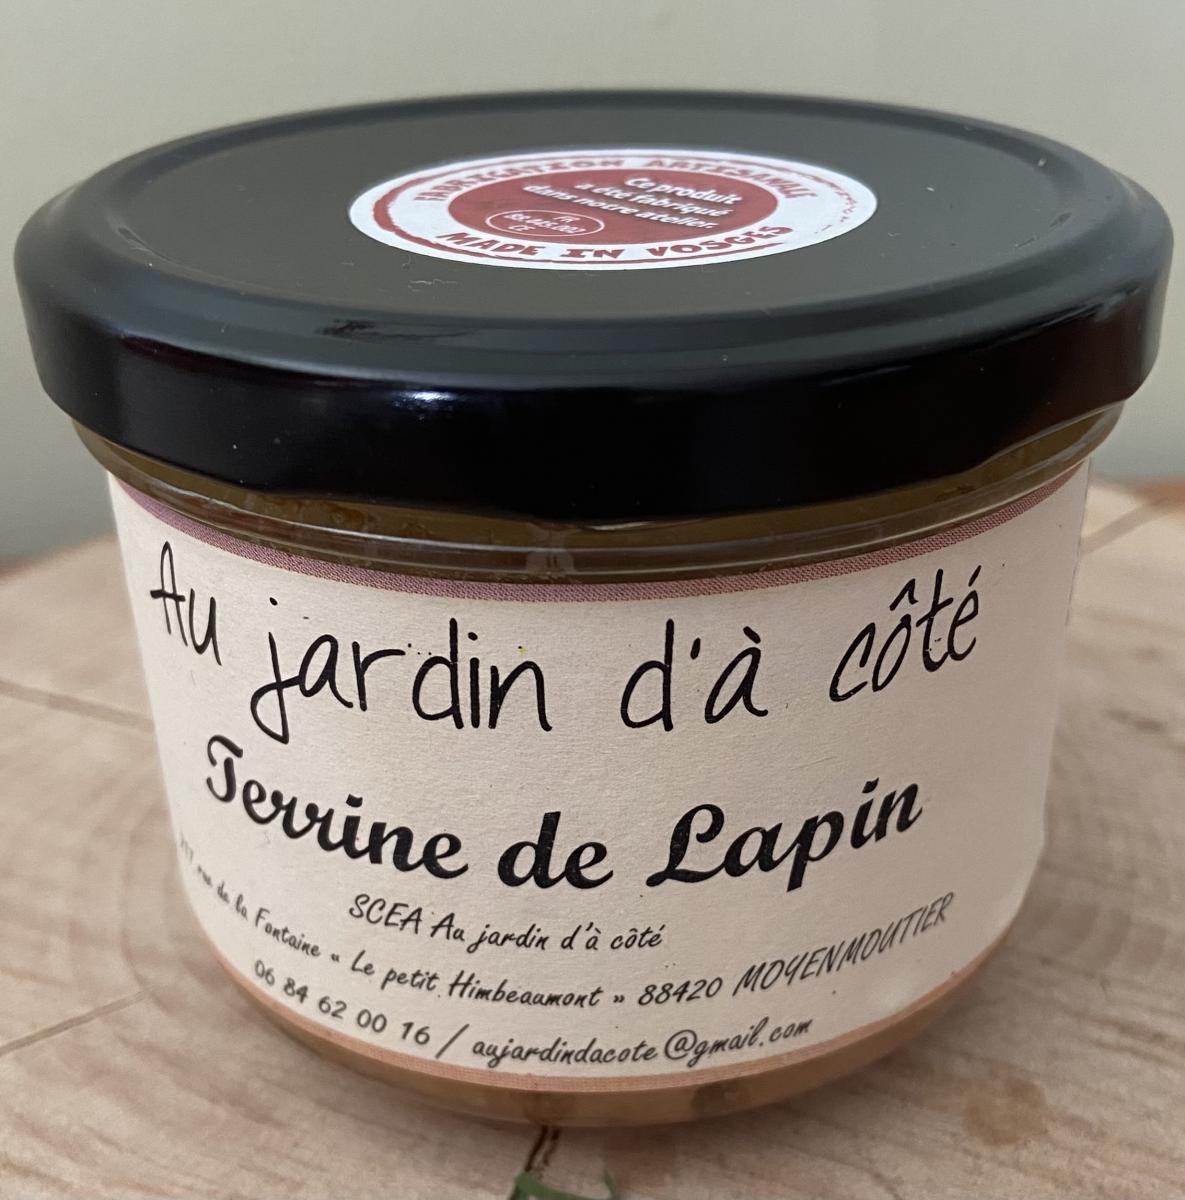 FABRICATION ARTISANALE
Ce produit
a été fabriqué
dans notre atelier.
FR
CE
MADE IN VOSGES
Au jardin d'à côté
Terrine de Lapin
SCEA Au jardin d'à côté
rue de la Fontaine « Le petit Himbeaumont » 88420 MOYENMOUTIER
06 84 62 00 16 / aujardindacote@gmail.com